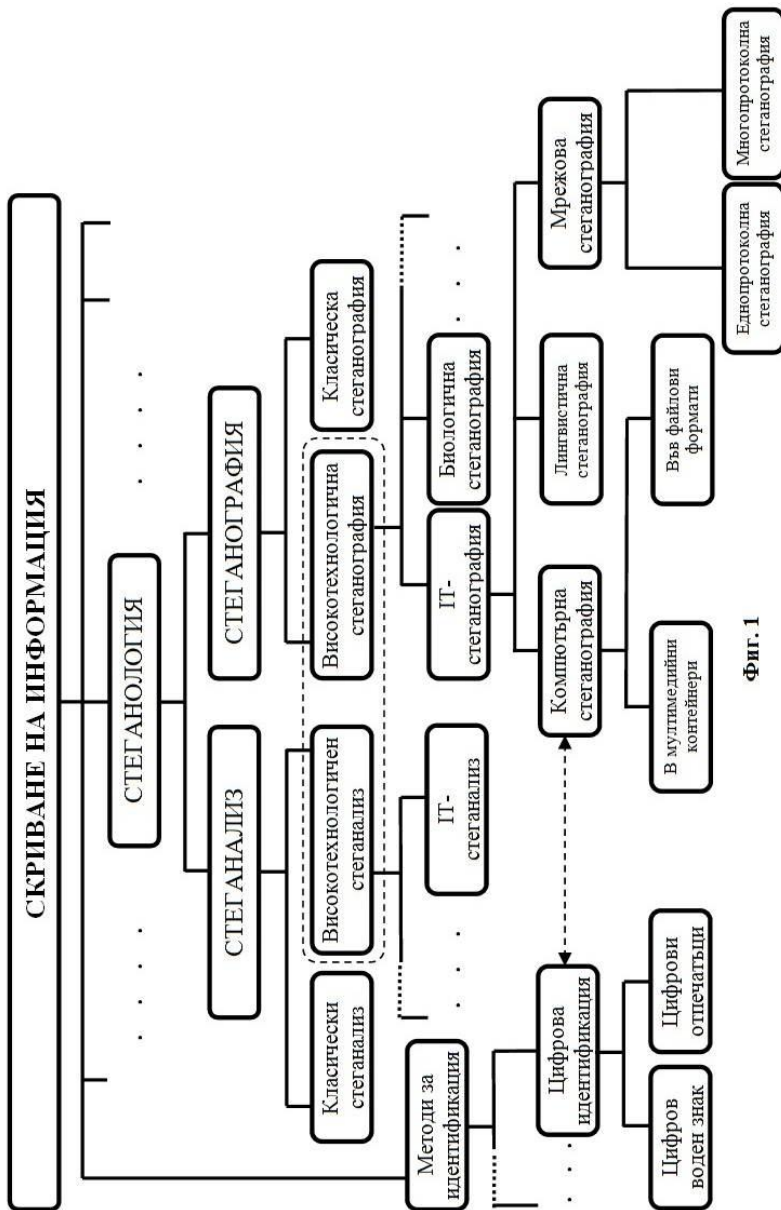 СКРИВАНЕ НА ИНФОРМАЦИЯ
СТЕГАНОЛОГИЯ
СТЕГАНАЛИЗ
СТЕГАНОГРАФИЯ
Класически
стеганализ
Високотехнологичен
стеганализ
Високотехнологична
стеганография
Класическа
стеганография
Методи за
идентификация
IT-
стеганализ
IT-
стеганография
Биологична
стеганография
Цифрова
идентификация
Компютърна
стеганография
Лингвистична
стеганография
Мрежова
стеганография
Цифров
воден знак
Цифрови
отпечатъци
В мултимедийни
контейнери
Във файлови
формати
Еднопротоколна
стеганография
Многопротоколна
стеганография
Фиг. 1